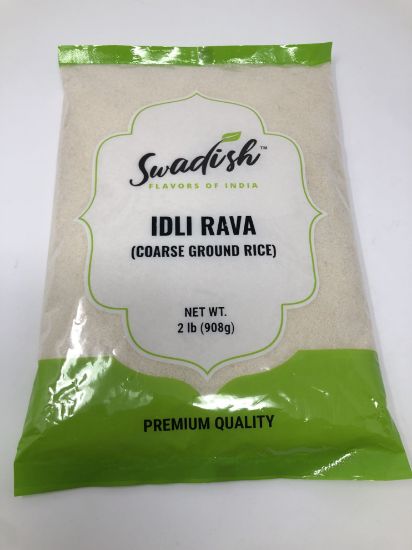 Swadish™
FLAVORS OF INDIA
IDLI RAVA
(COARSE GROUND RICE)
NET WT.
2 lb (908g)
PREMIUM QUALITY